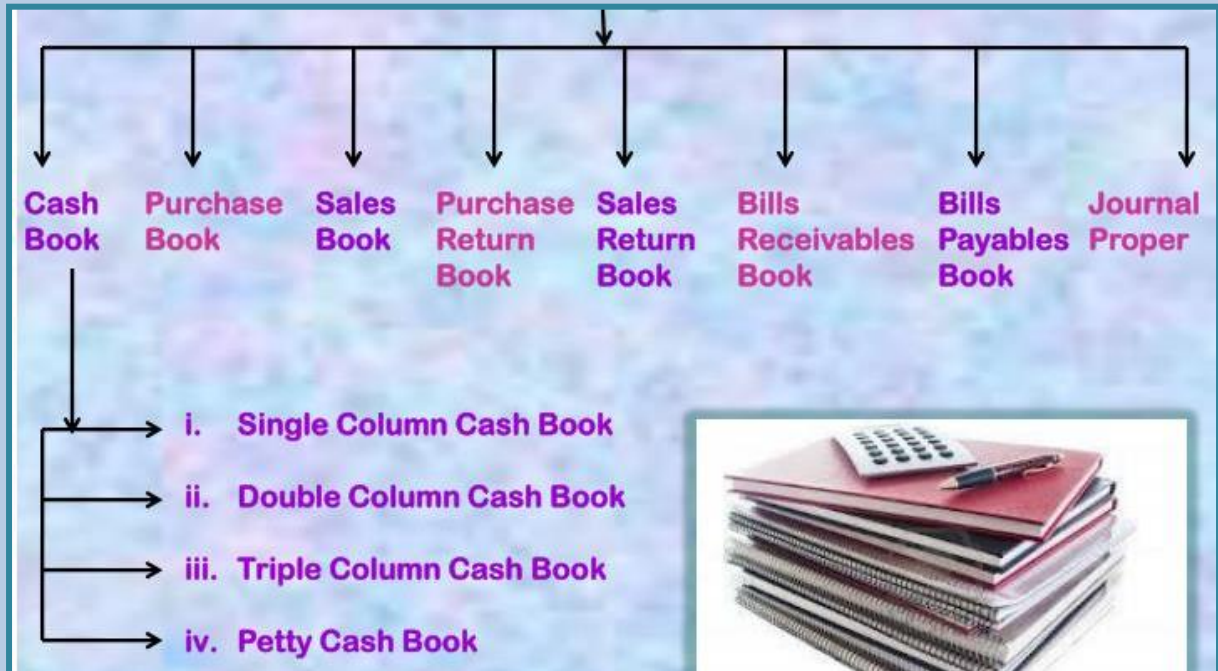 Cash Book
Purchase Book
Sales Book
Purchase Return Book
Sales Return Book
Bills Receivables Book
Bills Payables Book
Journal Proper
i. Single Column Cash Book
ii. Double Column Cash Book
iii. Triple Column Cash Book
iv. Petty Cash Book